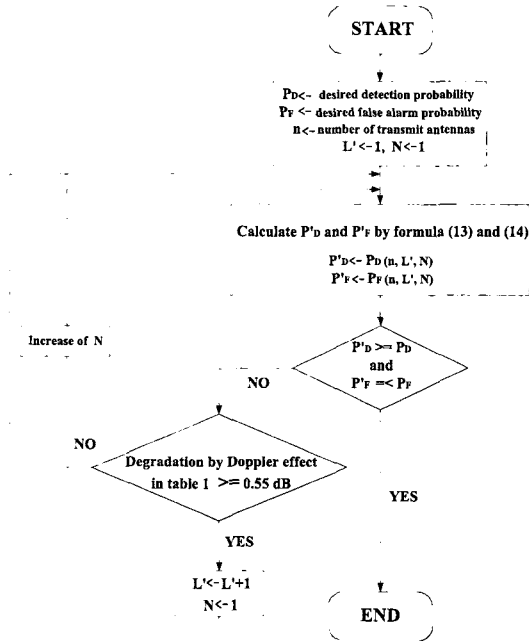 START
PD<- desired detection probability
PF <- desired false alarm probability
n<- number of transmit antennas
L'<-1, N<-1
Calculate P'D and P'F by formula (13) and (14)
P'D<- PD (n, L', N)
P'F<- PF (n, L', N)
Increase of N
P'D >= PD
and
P'F =< PF
NO
NO
Degradation by Doppler effect
in table 1 >= 0.55 dB
YES
YES
L'<-L'+1
N<-1
END